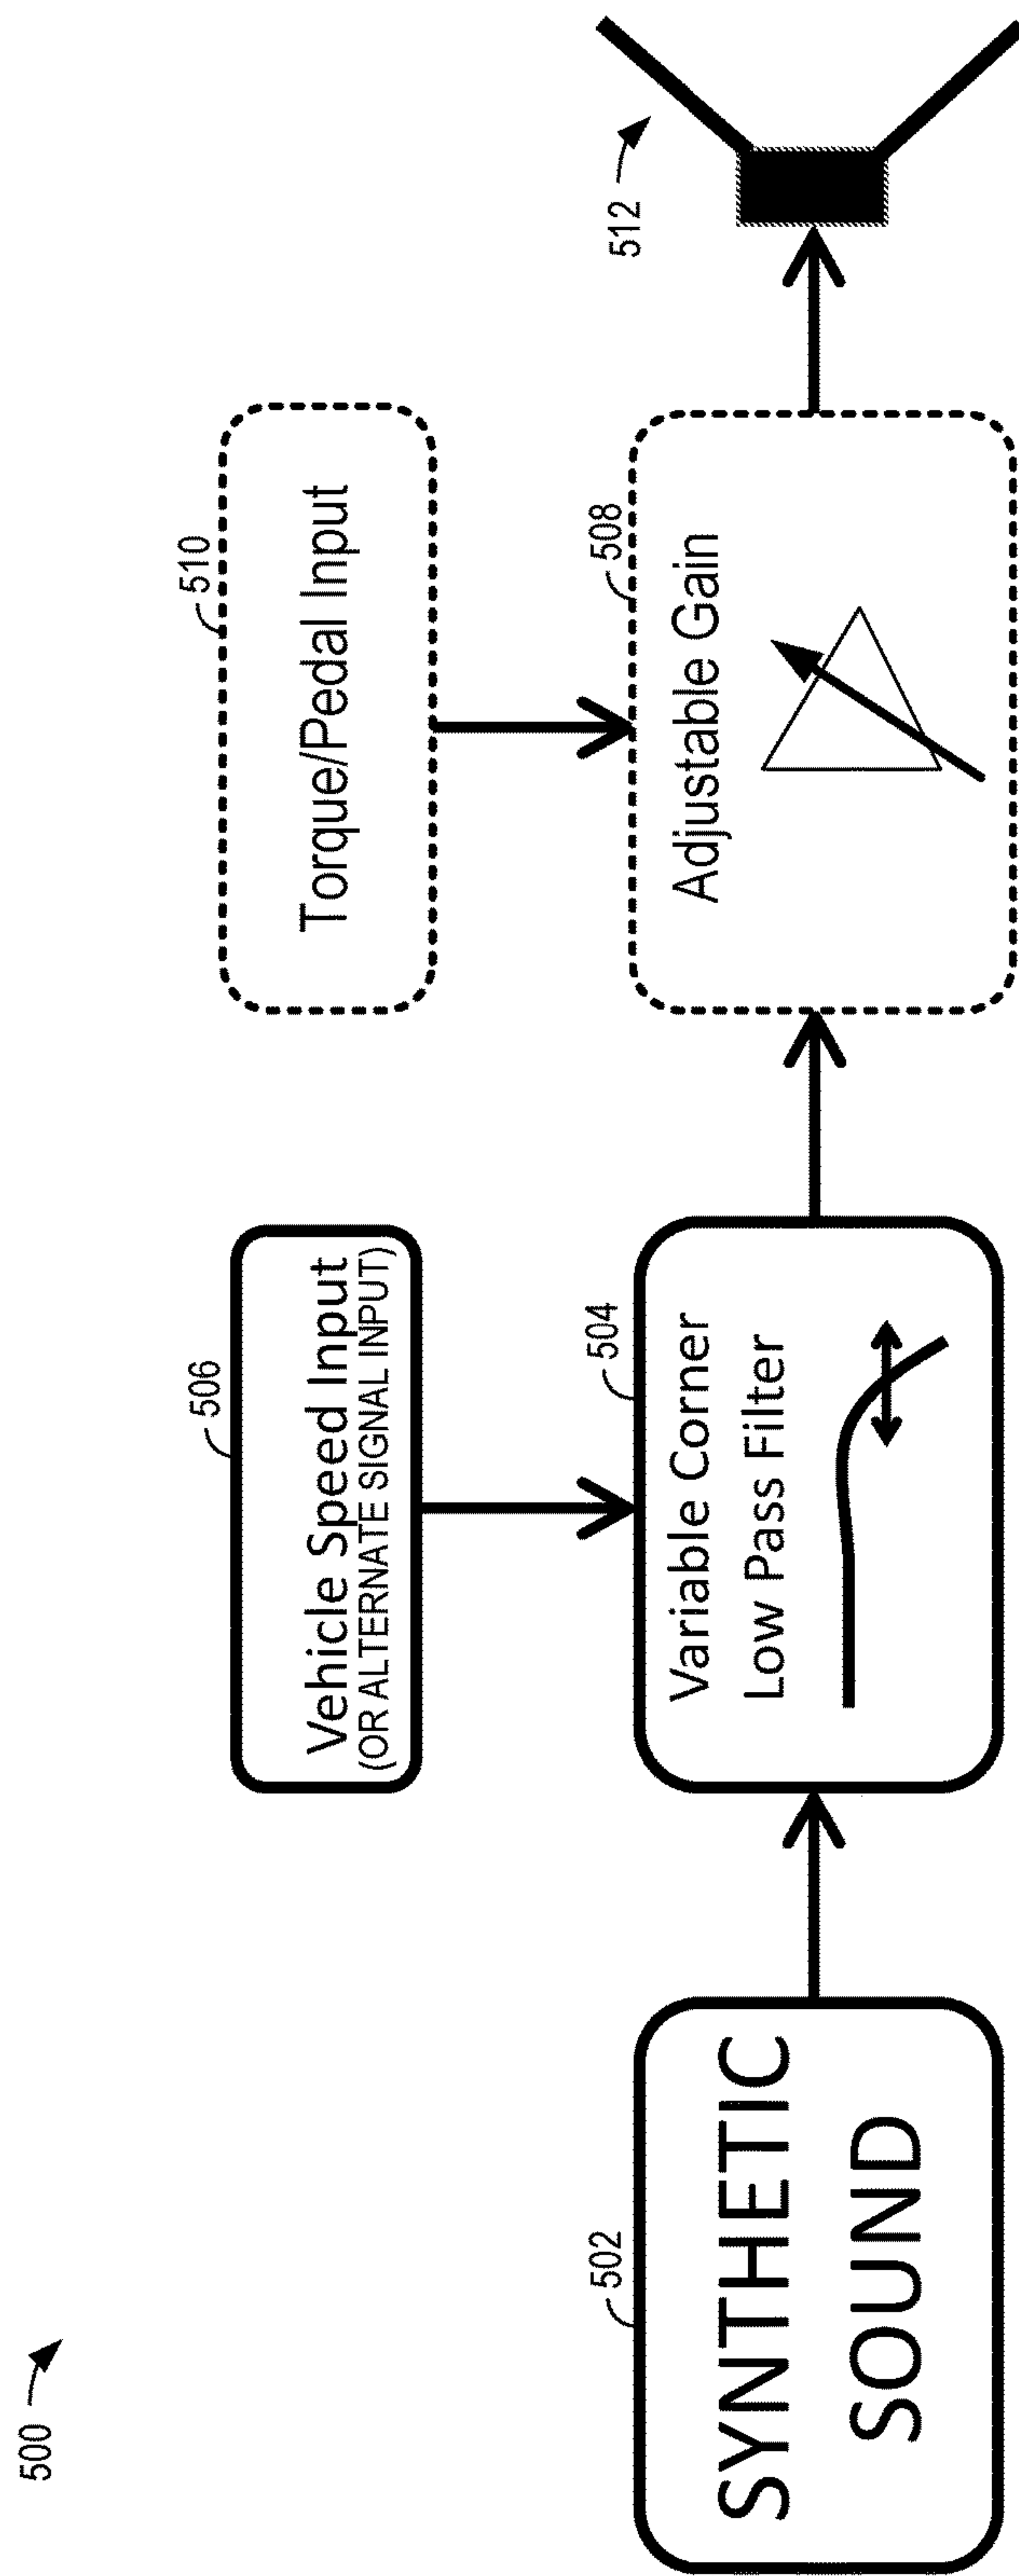 500
506
Vehicle Speed Input
(OR ALTERNATE SIGNAL INPUT)
510
Torque/Pedal Input
502
SYNTHETIC
SOUND
504
Variable Corner
Low Pass Filter
508
Adjustable Gain
512